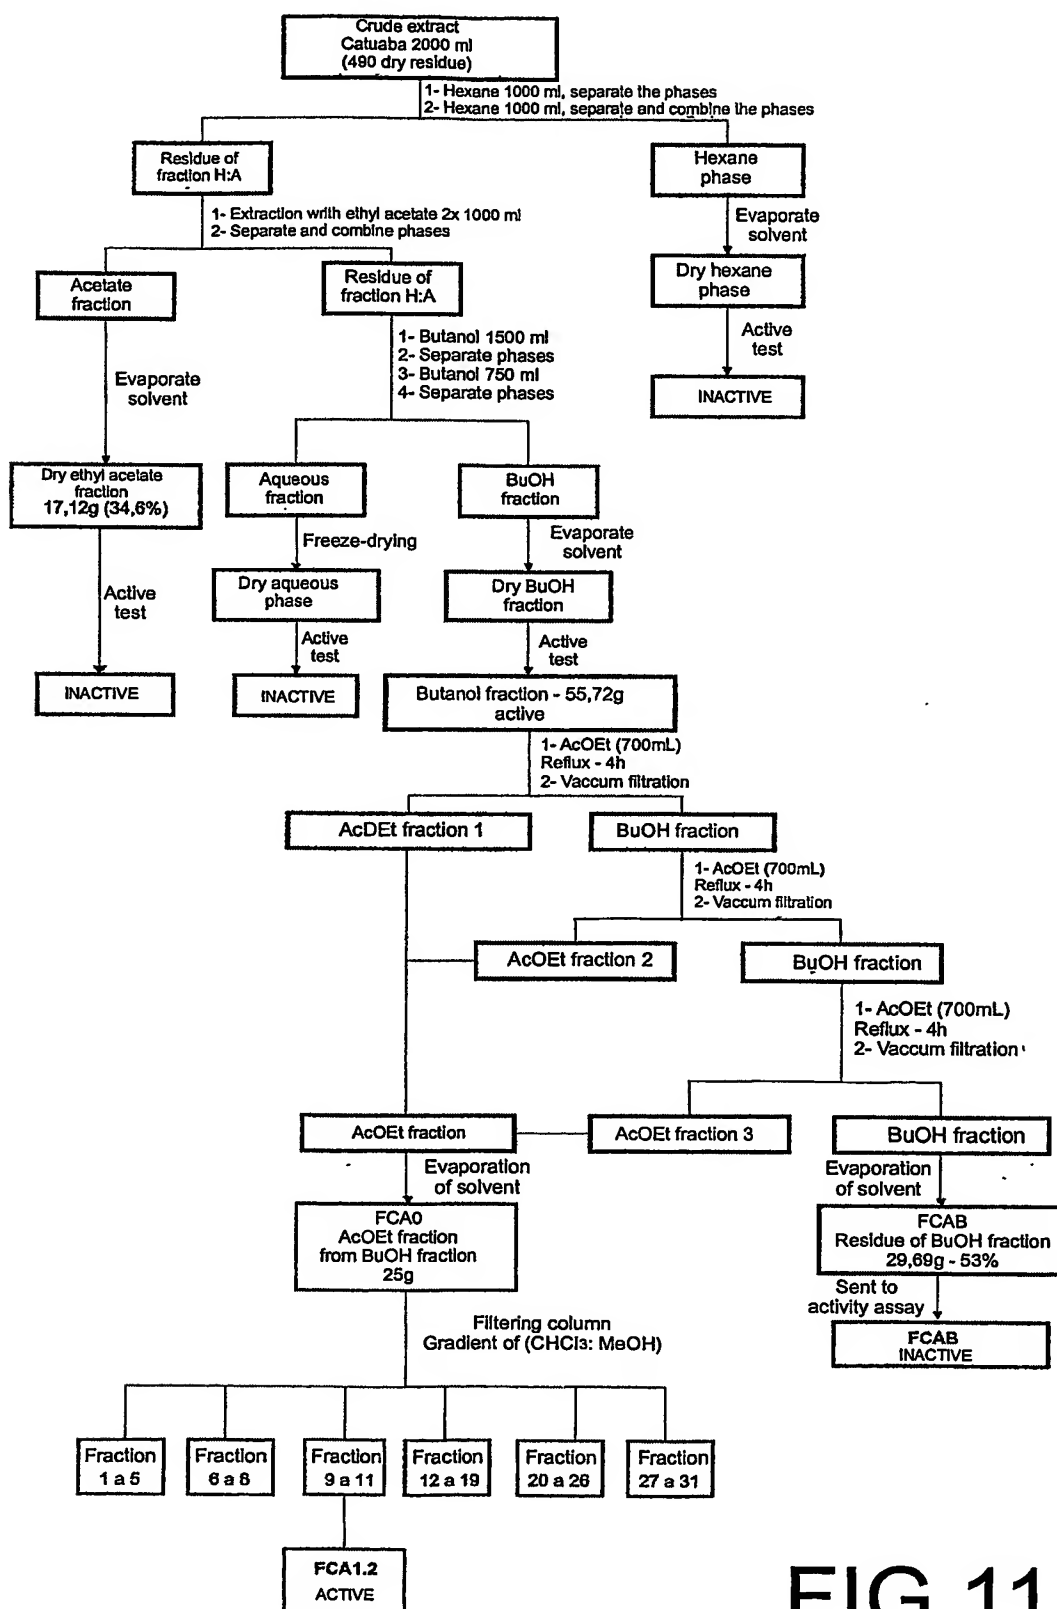 Crude extract
Catuaba 2000 ml
(490 dry residue)
1- Hexane 1000 ml, separate the phases
2- Hexane 1000 ml, separate and combine the phases
Residue of
fraction H:A
Hexane
phase
1- Extraction wrlth ethyl acetate 2x 1000 ml
2- Separate and combine phases
Evaporate
solvent
Acetate
fraction
Residue of
fraction H:A
Dry hexane
phase
1- Butanol 1500 ml
2- Separate phases
3- Butanol 750 ml
4- Separate phases
Active
test
Evaporate
solvent
INACTIVE
Dry ethyl acetate
fraction
17,12g (34,6%)
Aqueous
fraction
BuOH
fraction
Freeze-drying
Evaporate
solvent
Dry aqueous
phase
Dry BuOH
fraction
Active
test
Active
test
Active
test
INACTIVE
INACTIVE
Butanol fraction - 55,72g
active
1- AcOEt (700mL)
Reflux - 4h
2- Vaccum filtration
AcDEt fraction 1
BuOH fraction
1- AcOEt (700mL)
Reflux - 4h
2- Vaccum filtration
AcOEt fraction 2
BuOH fraction
1- AcOEt (700mL)
Reflux - 4h
2- Vaccum filtration
AcOEt fraction
AcOEt fraction 3
BuOH fraction
Evaporation
of solvent
Evaporation
of solvent
FCA0
AcOEt fraction
from BuOH fraction
25g
FCAB
Residue of BuOH fraction
29,69g - 53%
Sent to
activity assay
Filtering column
Gradient of (CHCl3: MeOH)
FCAB
INACTIVE
Fraction
1 a 5
Fraction
6 a 8
Fraction
9 a 11
Fraction
12 a 19
Fraction
20 a 26
Fraction
27 a 31
FCA1.2
ACTIVE
FIG 11